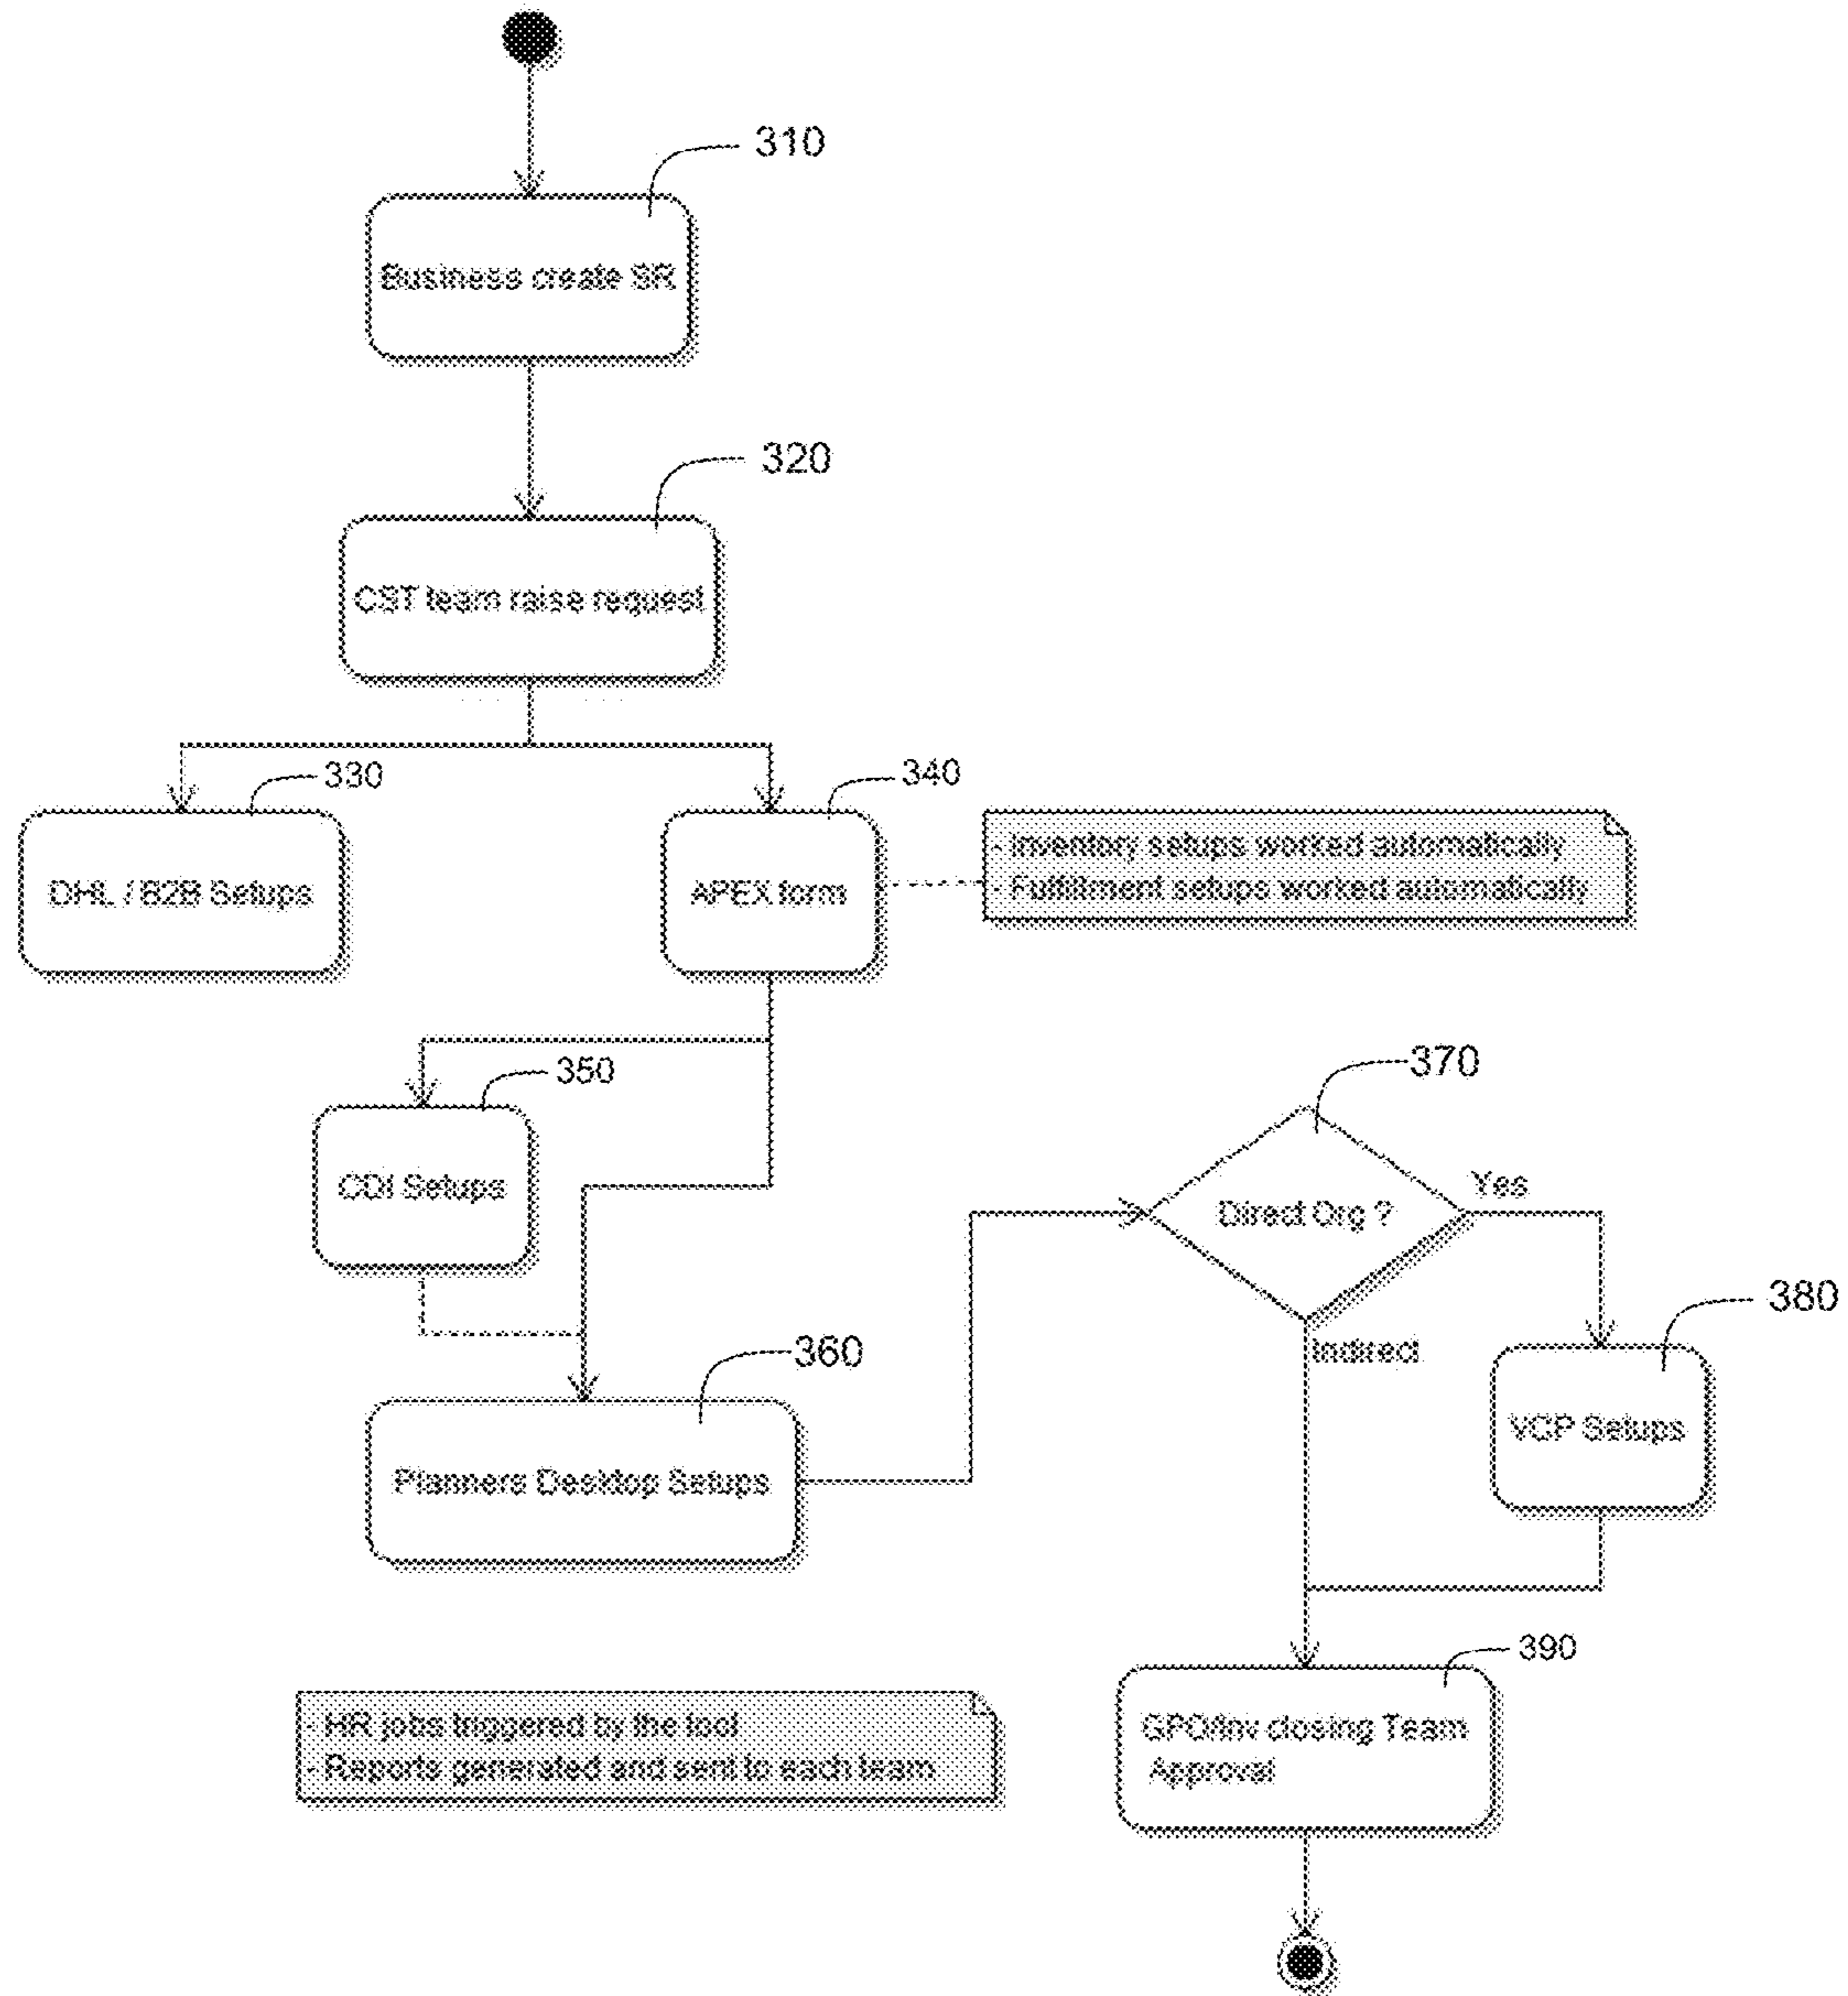 310
Business create SR
320
CST team raise request
330
340
DHL / B2B Setups
APEX form
- Inventory setups worked automatically
- Fulfillment setups worked automatically
350
CDI Setups
370
Direct Org ?
Yes
Indirect
380
VCP Setups
360
Planners Desktop Setups
390
GPO/Inv closing Team
Approval
- HR jobs triggered by the tool
- Reports generated and sent to each team